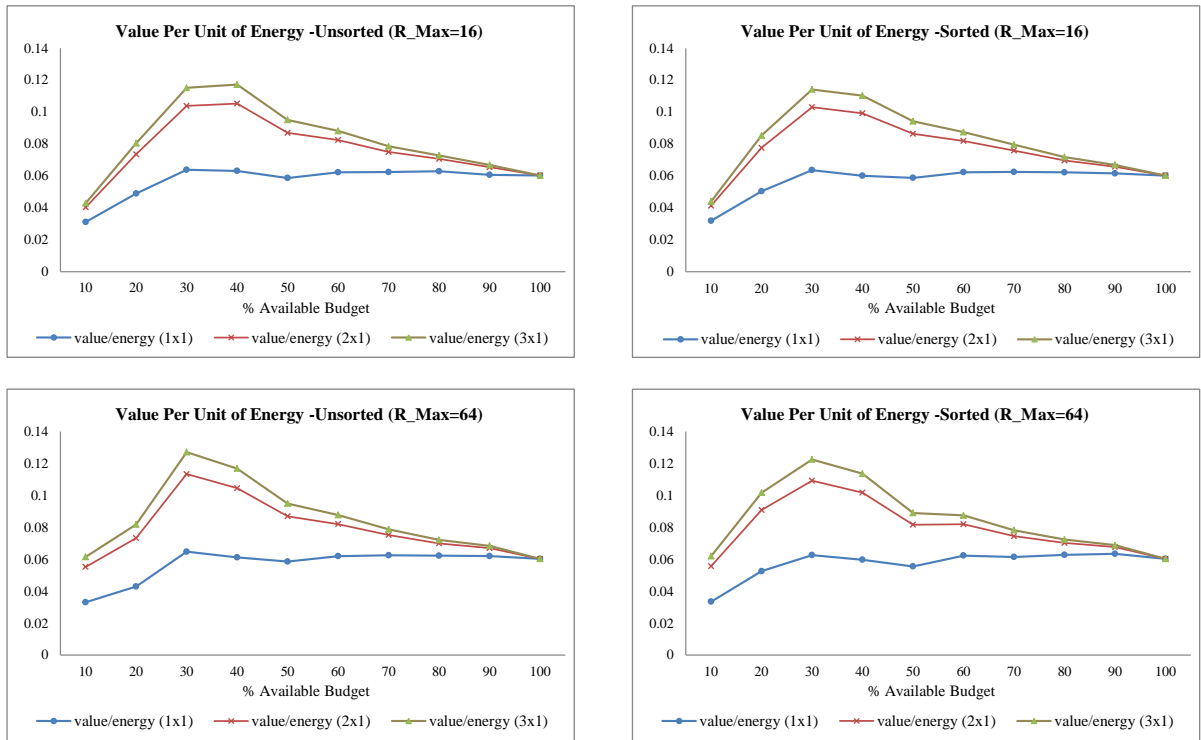 Value Per Unit of Energy -Unsorted (R_Max=16)
0.14
0.12
0.1
0.08
0.06
0.04
0.02
0
10 20 30 40 50 60 70 80 90 100
% Available Budget
value/energy (1x1) value/energy (2x1) value/energy (3x1)
Value Per Unit of Energy -Sorted (R_Max=16)
0.14
0.12
0.1
0.08
0.06
0.04
0.02
0
10 20 30 40 50 60 70 80 90 100
% Available Budget
value/energy (1x1) value/energy (2x1) value/energy (3x1)
Value Per Unit of Energy -Unsorted (R_Max=64)
0.14
0.12
0.1
0.08
0.06
0.04
0.02
0
10 20 30 40 50 60 70 80 90 100
% Available Budget
value/energy (1x1) value/energy (2x1) value/energy (3x1)
Value Per Unit of Energy -Sorted (R_Max=64)
0.14
0.12
0.1
0.08
0.06
0.04
0.02
0
10 20 30 40 50 60 70 80 90 100
% Available Budget
value/energy (1x1) value/energy (2x1) value/energy (3x1)